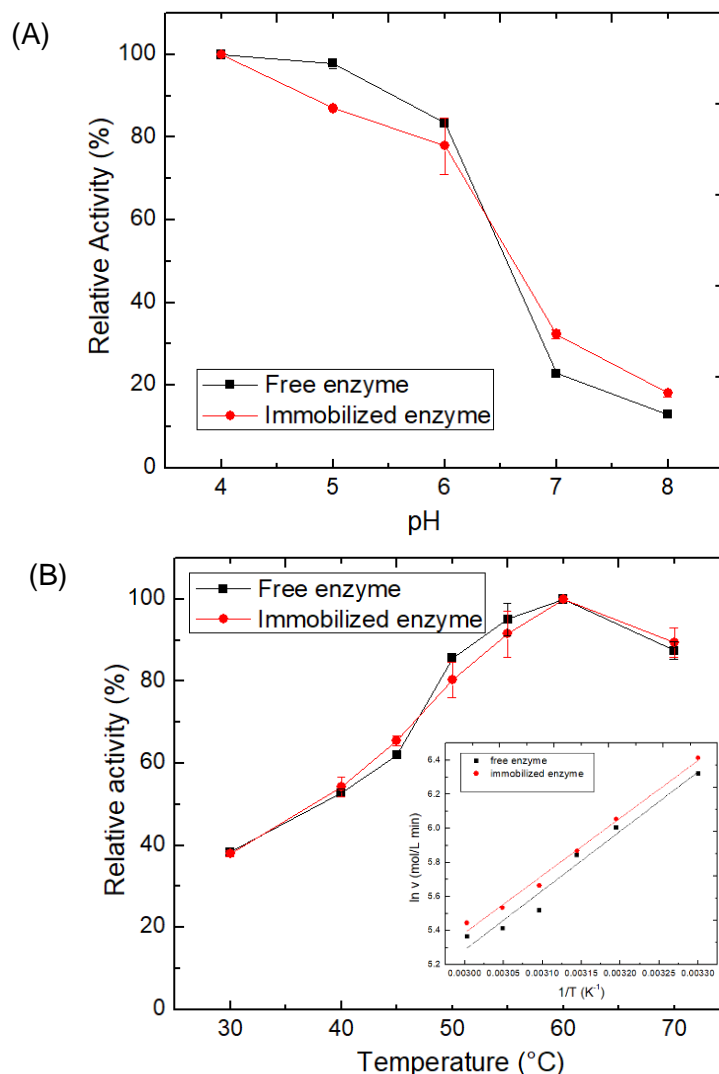 (A)
100
80
60
40
20
0
Relative Activity (%)
Free enzyme
Immobilized enzyme
4 5 6 7 8
pH
(B)
100
80
60
40
20
0
Relative activity (%)
Free enzyme
Immobilized enzyme
6.4
6.2
6.0
5.8
5.6
5.4
5.2
ln v (mol/L min)
free enzyme
immobilized enzyme
0.00300 0.00305 0.00310 0.00315 0.00320 0.00325 0.00330
1/T (K⁻¹)
30 40 50 60 70
Temperature (°C)